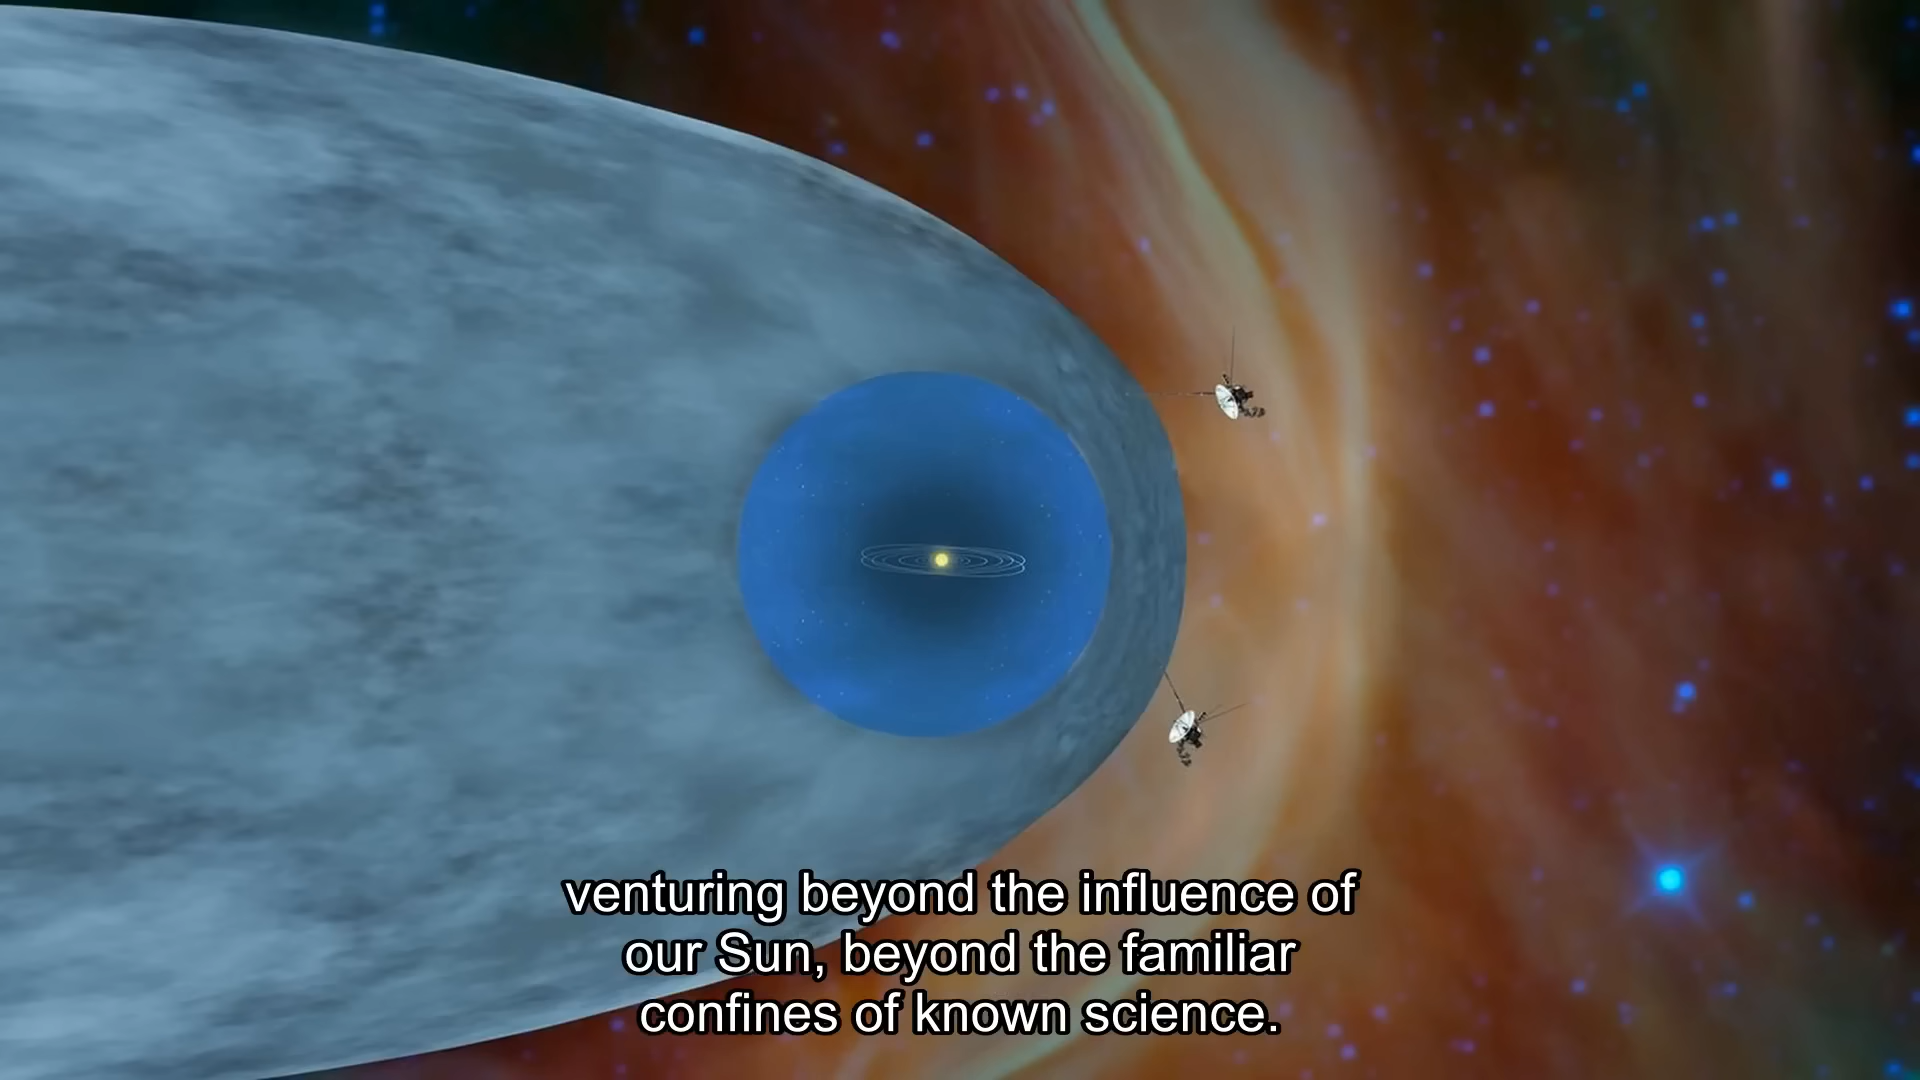 venturing beyond the influence of
our Sun, beyond the familiar
confines of known science.